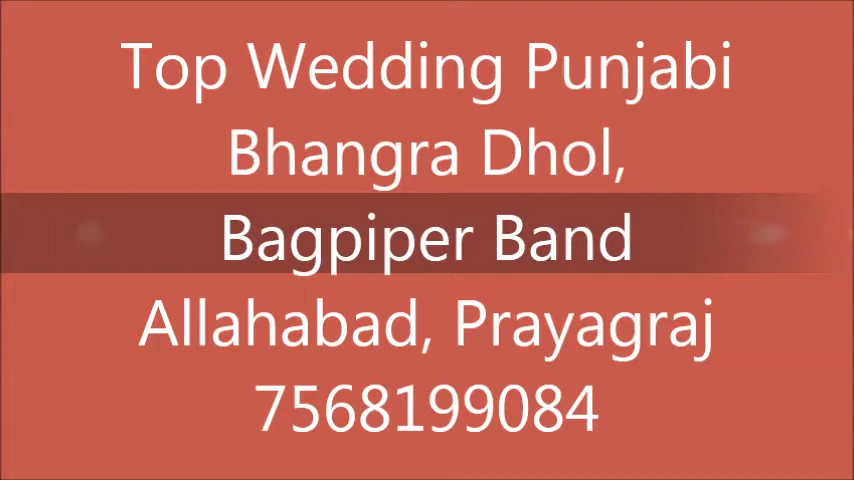 Top Wedding Punjabi
Bhangra Dhol,
Bagpiper Band
Allahabad, Prayagraj
7568199084